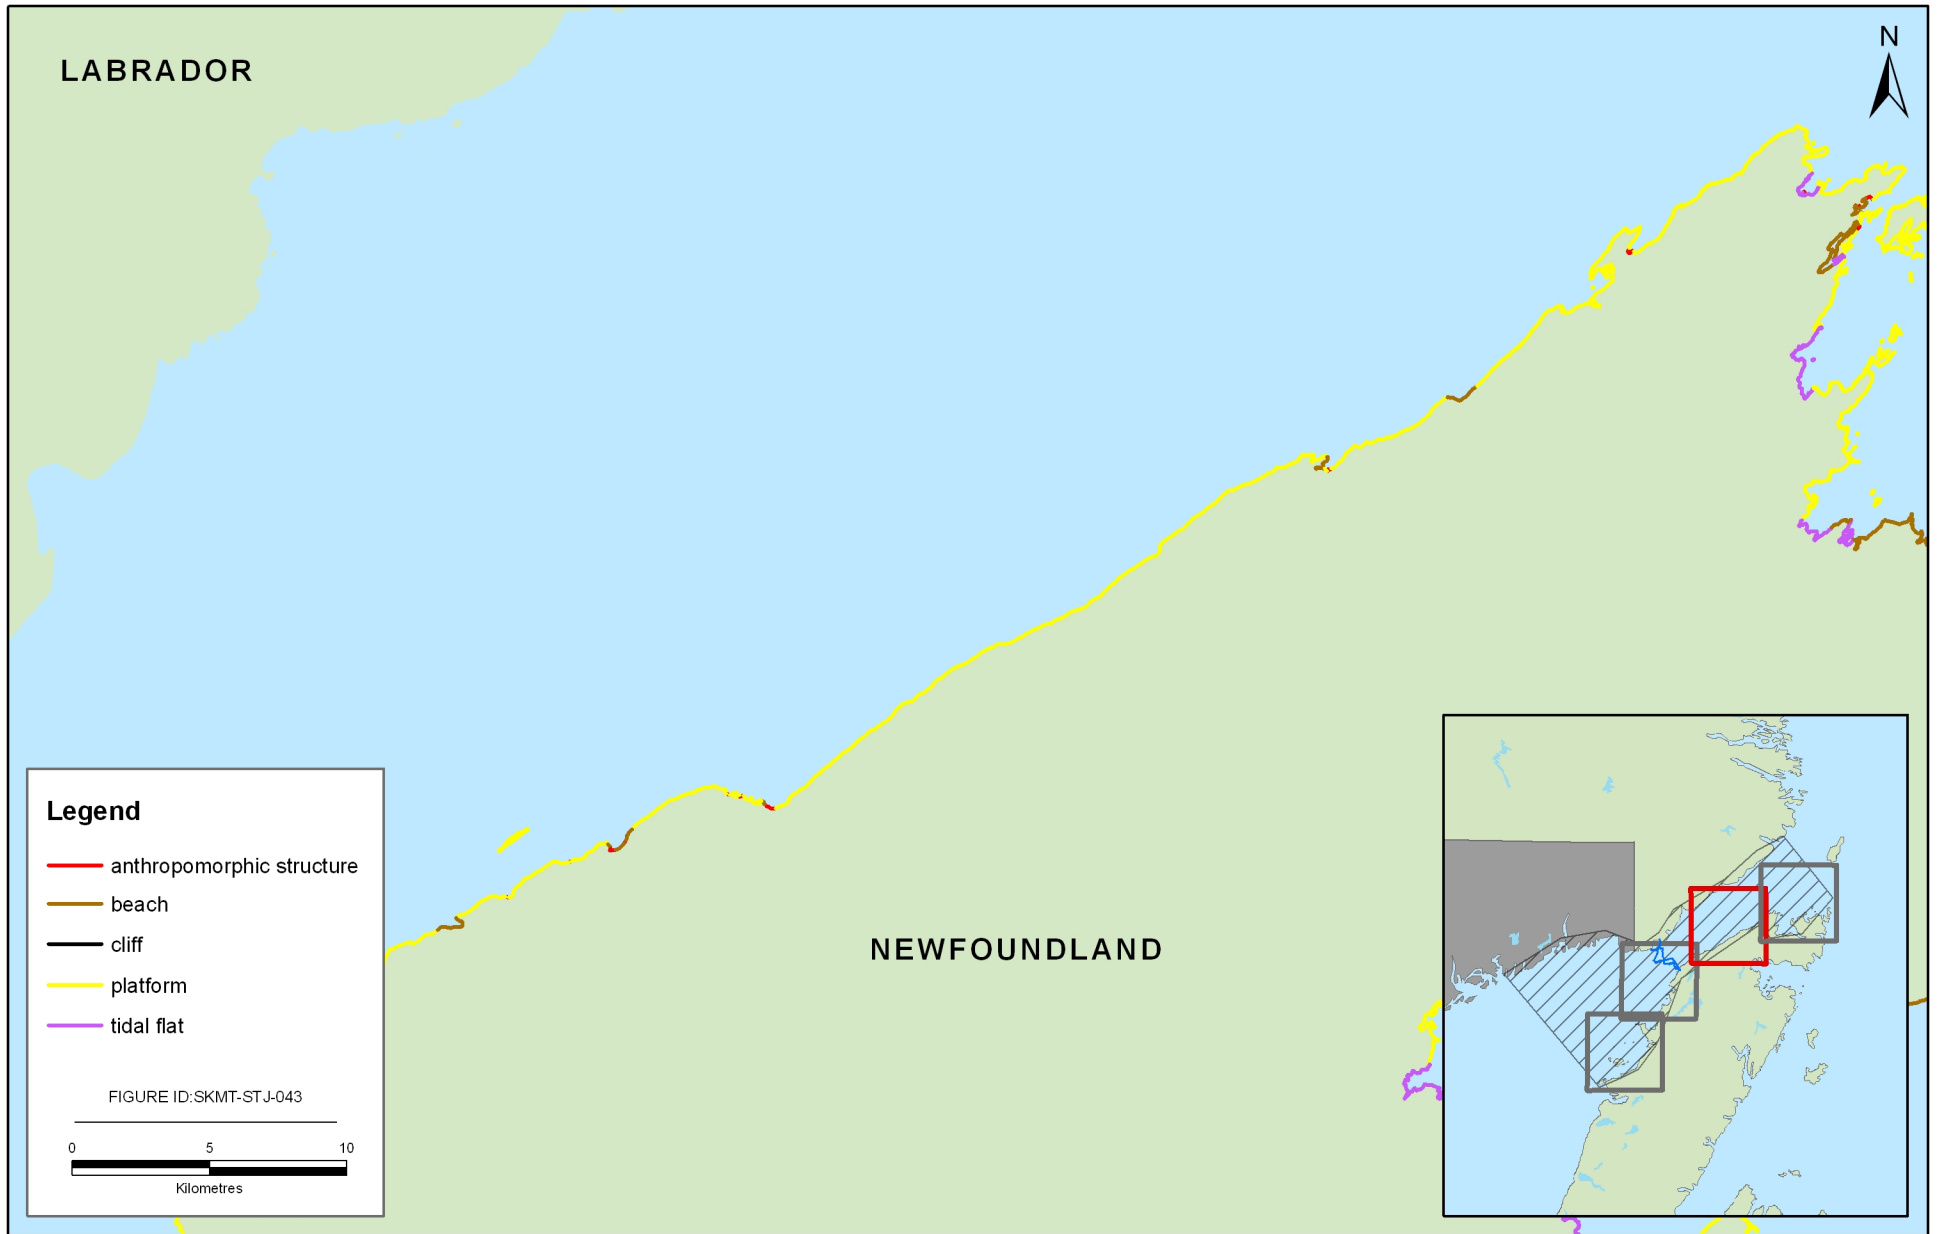 LABRADOR
N
NEWFOUNDLAND
Legend
anthropomorphic structure
beach
cliff
platform
tidal flat
FIGURE ID:SKMT-STJ-043
0 5 10
Kilometres